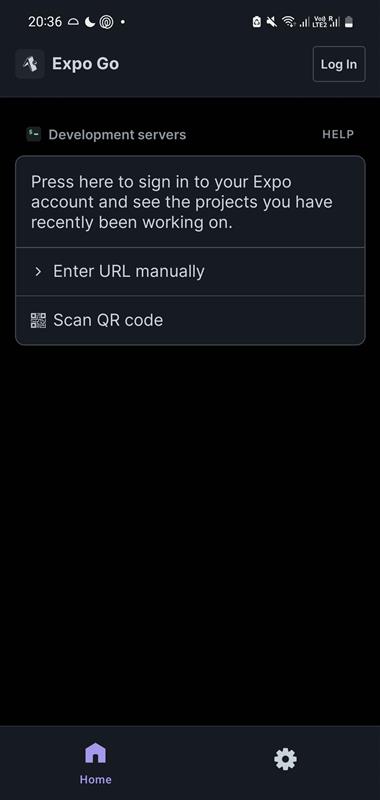 20:36
Vo)) R
LTE2
Expo Go
Log In
Development servers
HELP
Press here to sign in to your Expo
account and see the projects you have
recently been working on.
Enter URL manually
Scan QR code
Home